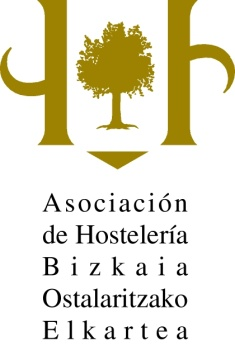 Asociación
de Hostelería
Bizkaia
Ostalaritzako
Elkartea